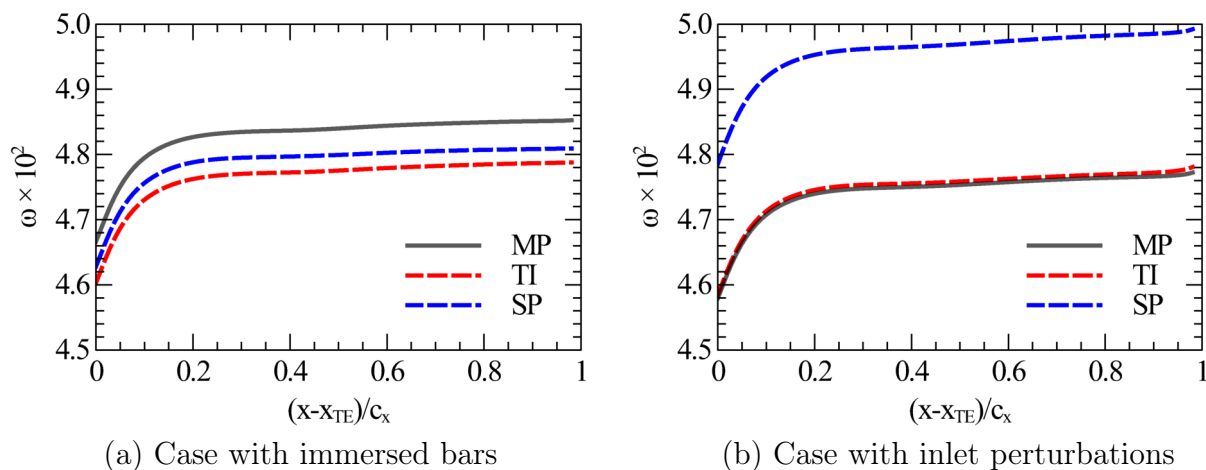 5.0
4.9
4.8
4.7
4.6
4.5
ω × 10²
MP
TI
SP
0 0.2 0.4 0.6 0.8 1
(x-x_TE)/c_x
(a) Case with immersed bars
5.0
4.9
4.8
4.7
4.6
4.5
ω × 10²
MP
TI
SP
0 0.2 0.4 0.6 0.8 1
(x-x_TE)/c_x
(b) Case with inlet perturbations